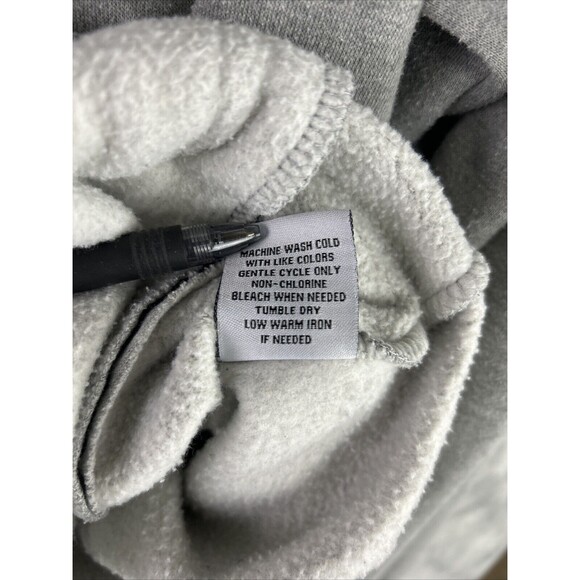 MACHINE WASH COLD
WITH LIKE COLORS
GENTLE CYCLE ONLY
NON-CHLORINE
BLEACH WHEN NEEDED
TUMBLE DRY
LOW WARM IRON
IF NEEDED